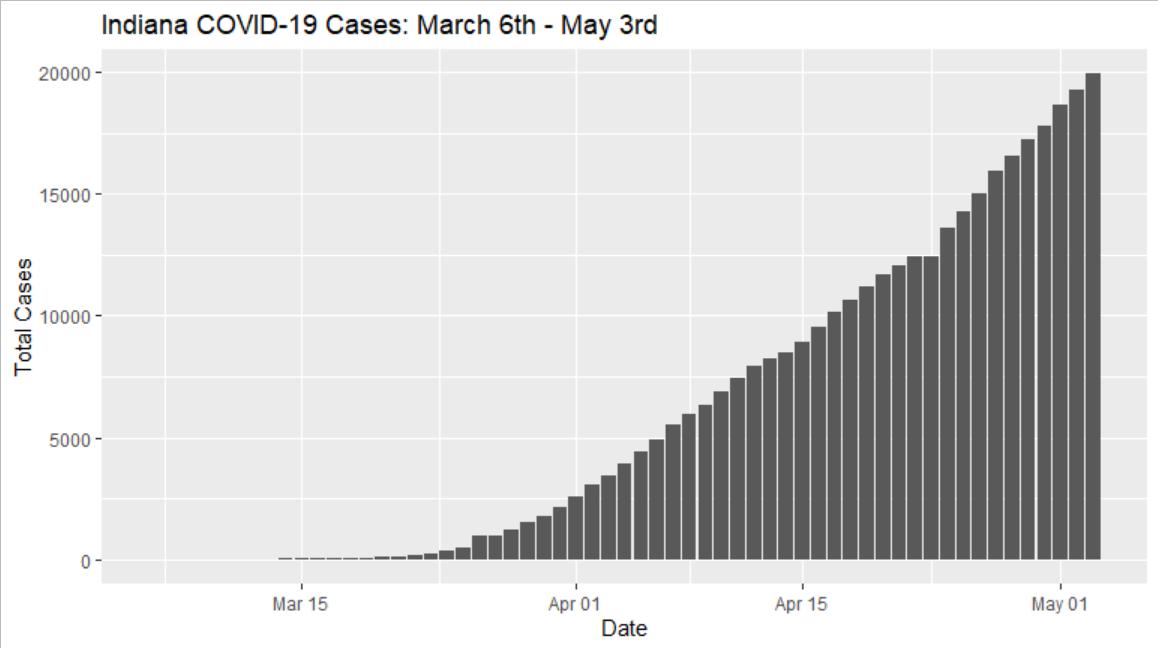 Indiana COVID-19 Cases: March 6th - May 3rd
20000
15000
10000
5000
0
Total Cases
Mar 15
Apr 01
Apr 15
May 01
Date